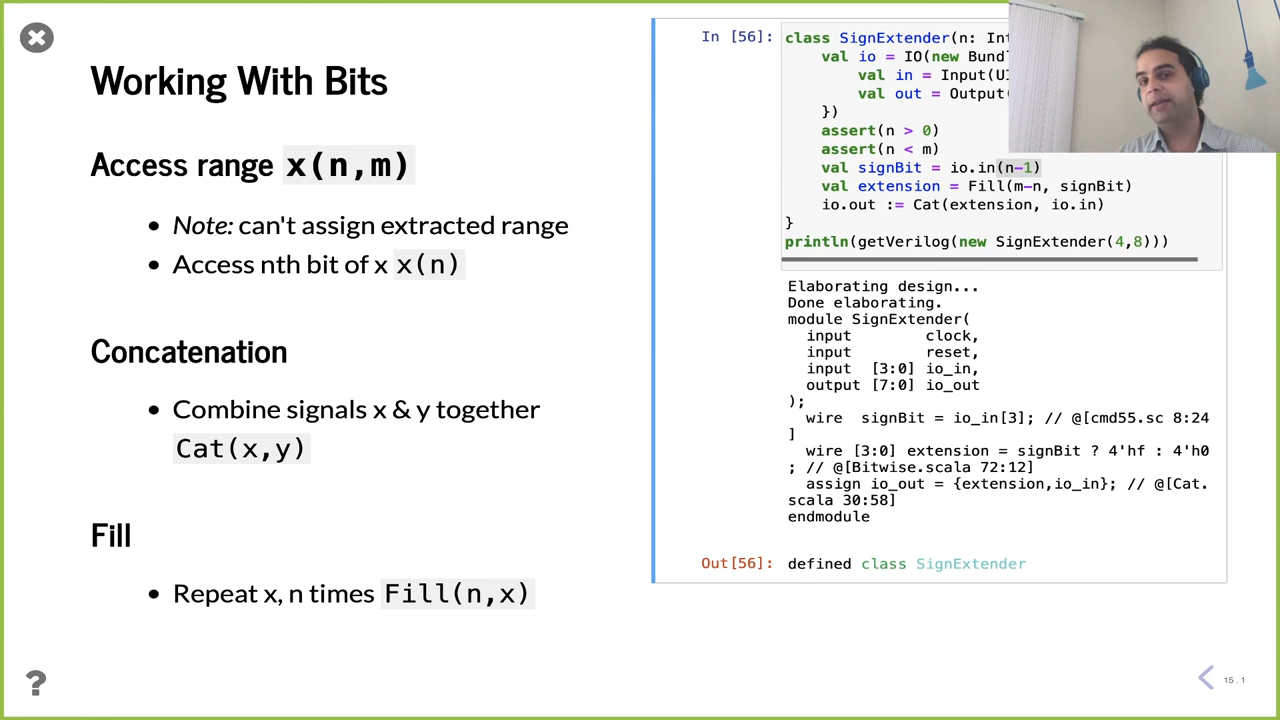 Working With Bits
Access range x(n,m)
Note: can't assign extracted range
Access nth bit of x x(n)
Concatenation
Combine signals x & y together
Cat(x,y)
Fill
Repeat x, n times Fill(n,x)
In [56]:
class SignExtender(n: Int
val io = IO(new Bundl
val in = Input(UI
val out = Output(
})
assert(n > 0)
assert(n < m)
val signBit = io.in(n-1)
val extension = Fill(m-n, signBit)
io.out := Cat(extension, io.in)
}
println(getVerilog(new SignExtender(4,8)))
Elaborating design...
Done elaborating.
module SignExtender(
input clock,
input reset,
input [3:0] io_in,
output [7:0] io_out
);
wire signBit = io_in[3]; // @[cmd55.sc 8:24
]
wire [3:0] extension = signBit ? 4'hf : 4'h0
; // @[Bitwise.scala 72:12]
assign io_out = {extension,io_in}; // @[Cat.
scala 30:58]
endmodule
Out[56]: defined class SignExtender
?
15.1